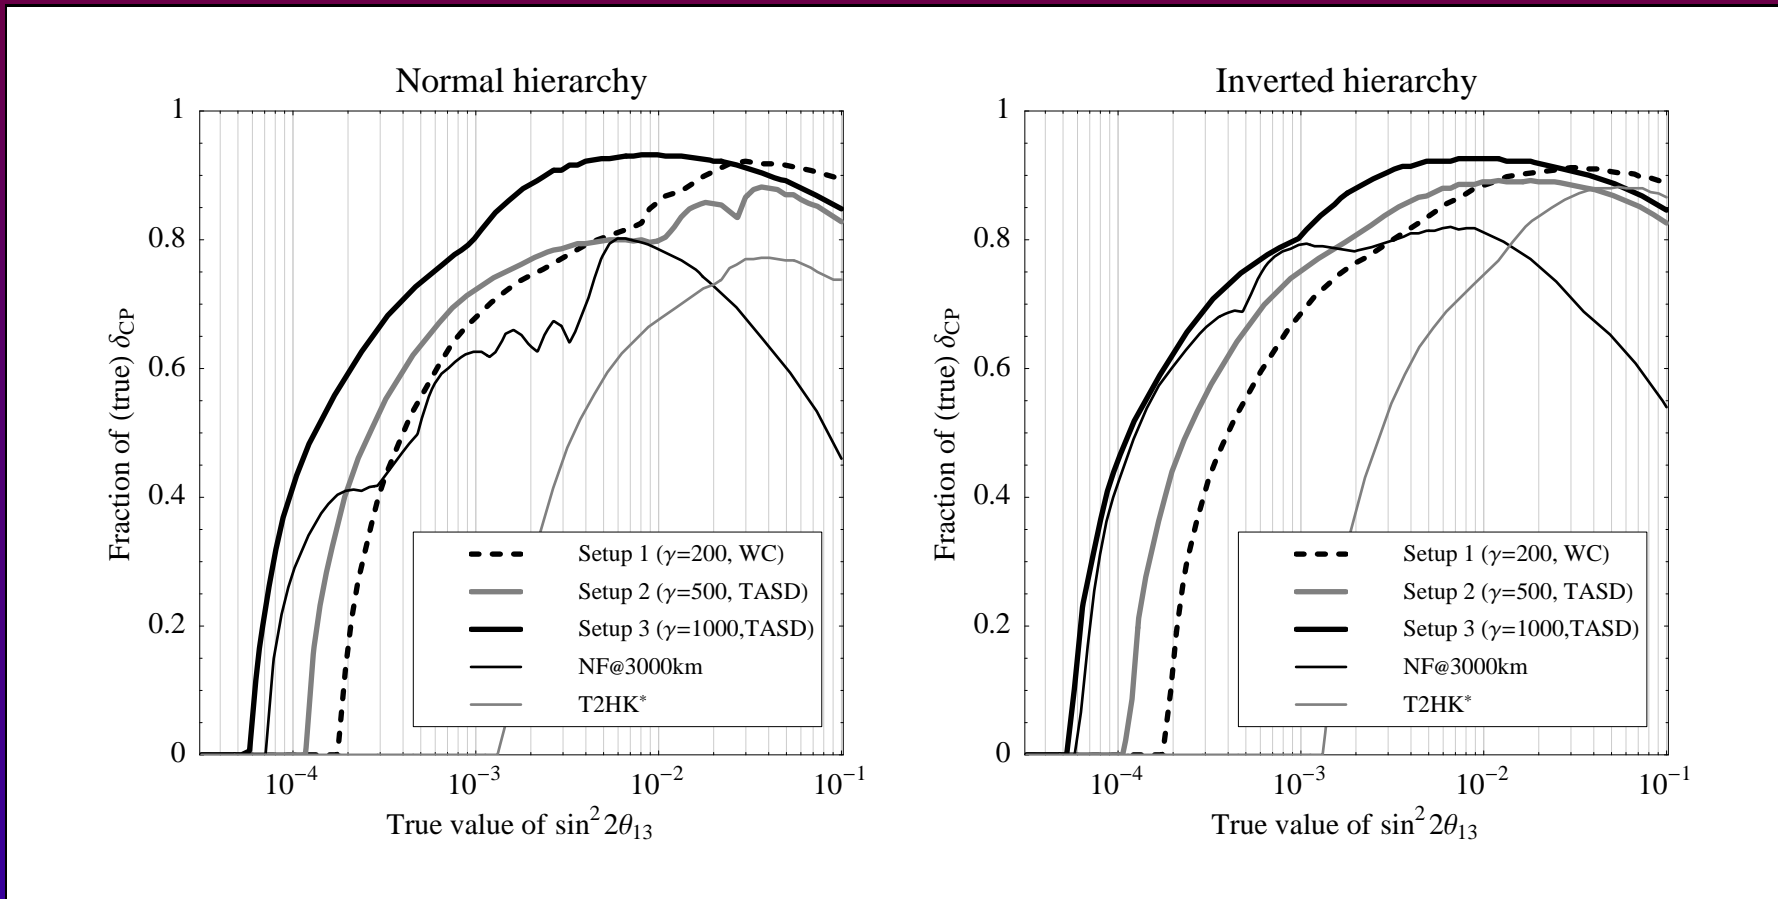 Normal hierarchy
1
0.8
0.6
0.4
0.2
0
Fraction of (true) δCP
Setup 1 (γ=200, WC)
Setup 2 (γ=500, TASD)
Setup 3 (γ=1000,TASD)
NF@3000km
T2HK*
10⁻⁴ 10⁻³ 10⁻² 10⁻¹
True value of sin² 2θ₁₃
Inverted hierarchy
1
0.8
0.6
0.4
0.2
0
Fraction of (true) δCP
Setup 1 (γ=200, WC)
Setup 2 (γ=500, TASD)
Setup 3 (γ=1000,TASD)
NF@3000km
T2HK*
10⁻⁴ 10⁻³ 10⁻² 10⁻¹
True value of sin² 2θ₁₃